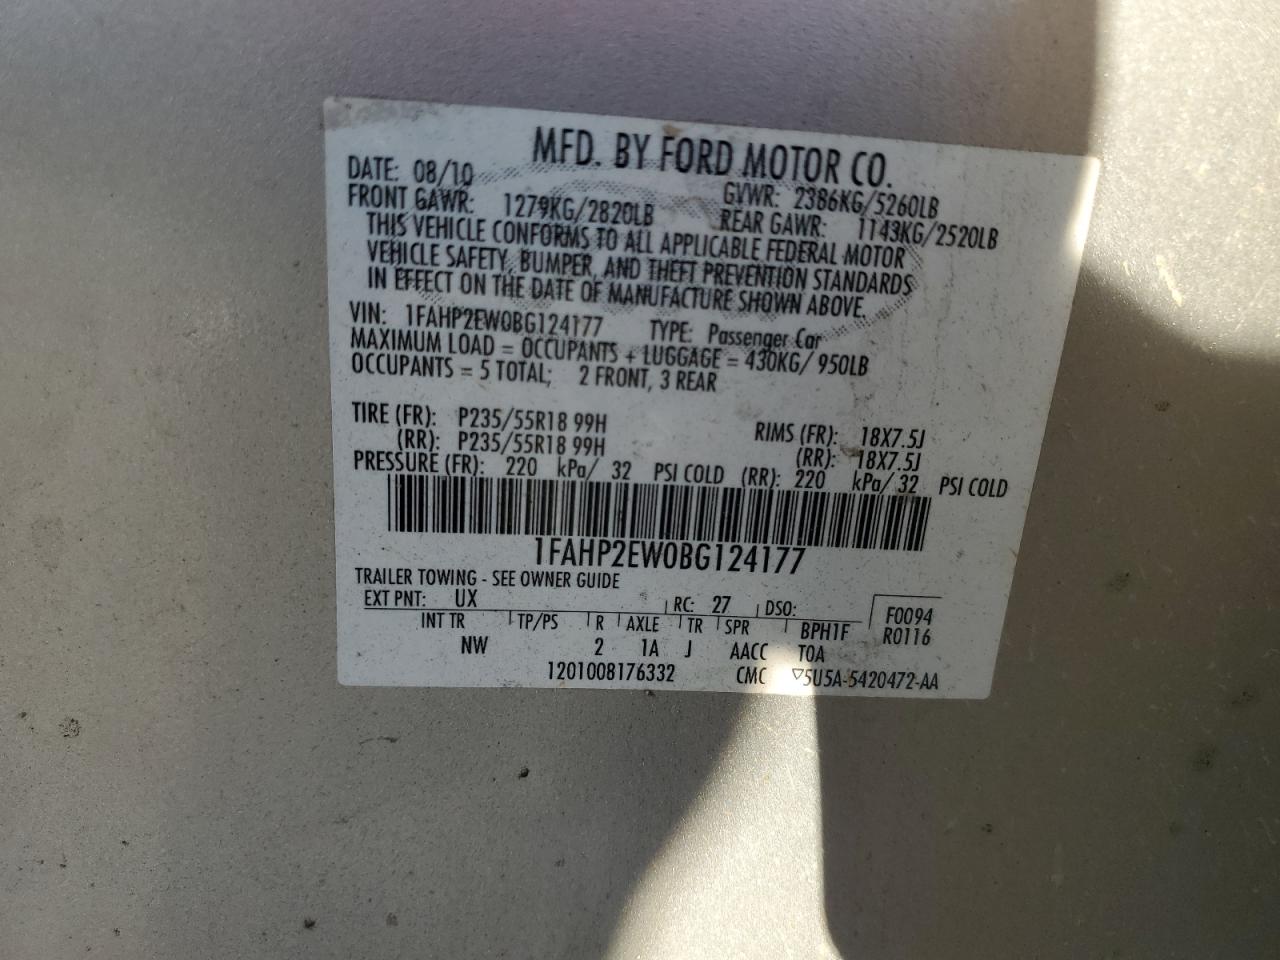 MFD. BY FORD MOTOR CO.
DATE: 08/10 GVWR: 2386KG/5260LB
FRONT GAWR: 1279KG/2820LB REAR GAWR: 1143KG/2520LB
THIS VEHICLE CONFORMS TO ALL APPLICABLE FEDERAL MOTOR
VEHICLE SAFETY, BUMPER, AND THEFT PREVENTION STANDARDS
IN EFFECT ON THE DATE OF MANUFACTURE SHOWN ABOVE.
VIN: 1FAHP2EW0BG124177 TYPE: Passenger Car
MAXIMUM LOAD = OCCUPANTS + LUGGAGE = 430KG/ 950LB
OCCUPANTS = 5 TOTAL; 2 FRONT, 3 REAR
TIRE (FR): P235/55R18 99H RIMS (FR): 18X7.5J
(RR): P235/55R18 99H (RR): 18X7.5J
PRESSURE (FR): 220 kPa/ 32 PSI COLD (RR): 220 kPa/ 32 PSI COLD
1FAHP2EW0BG124177
TRAILER TOWING - SEE OWNER GUIDE
EXT PNT: UX RC: 27 DSO: F0094
INT TR TP/PS R AXLE TR SPR BPH1F R0116
NW 2 1A J AACC TOA
1201008176332 CMC ▽5U5A-5420472-AA